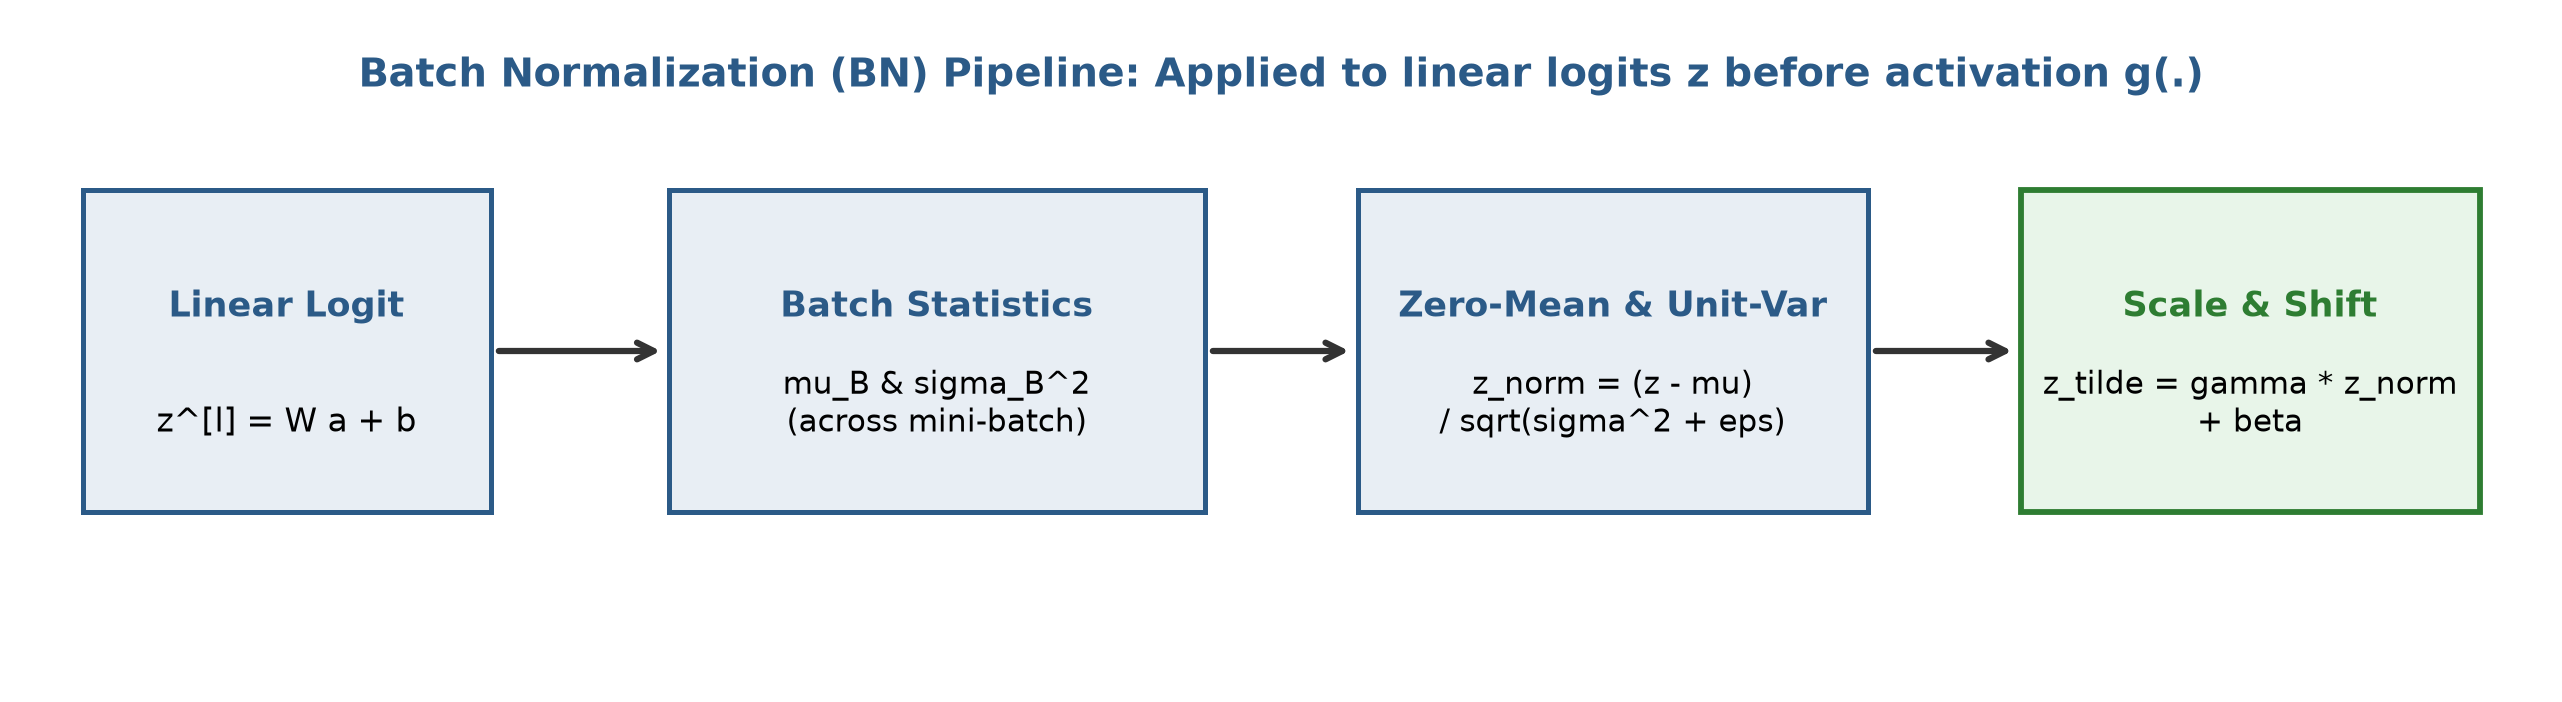 Batch Normalization (BN) Pipeline: Applied to linear logits z before activation g(.)
Linear Logit
z^[l] = W a + b
Batch Statistics
mu_B & sigma_B^2
(across mini-batch)
Zero-Mean & Unit-Var
z_norm = (z - mu)
/ sqrt(sigma^2 + eps)
Scale & Shift
z_tilde = gamma * z_norm
+ beta